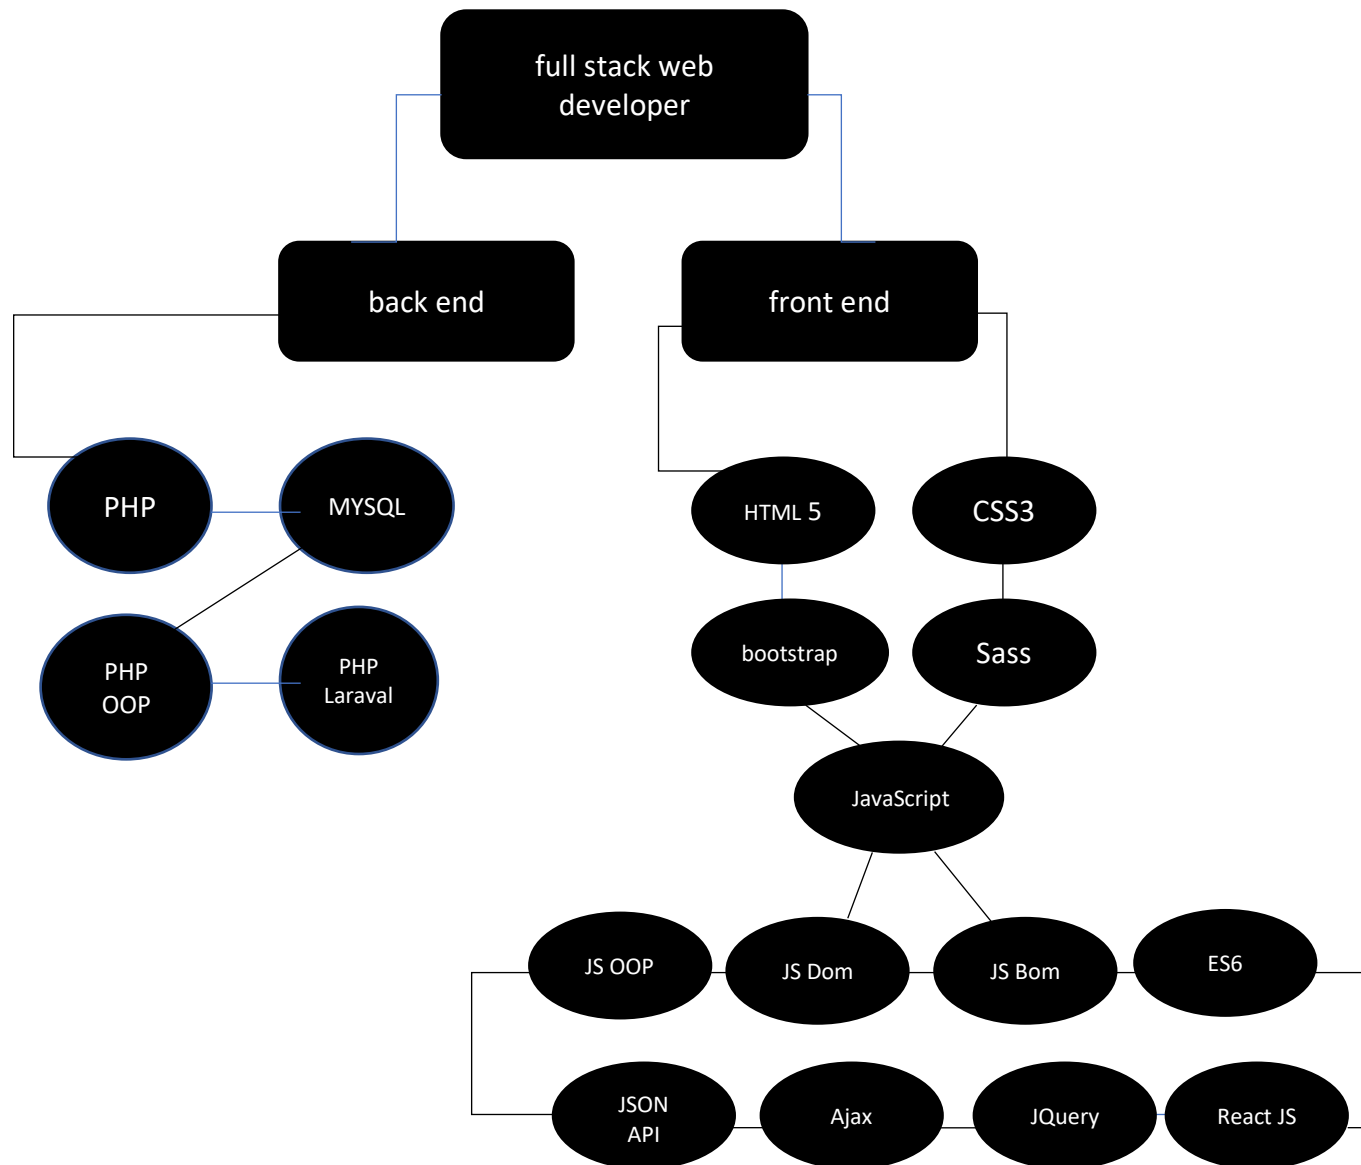 full stack web
developer
back end
front end
PHP
MYSQL
HTML 5
CSS3
PHP
OOP
PHP
Laraval
bootstrap
Sass
JavaScript
JS OOP
JS Dom
JS Bom
ES6
JSON
API
Ajax
JQuery
React JS